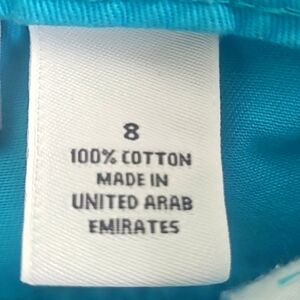 8
100% COTTON
MADE IN
UNITED ARAB
EMIRATES